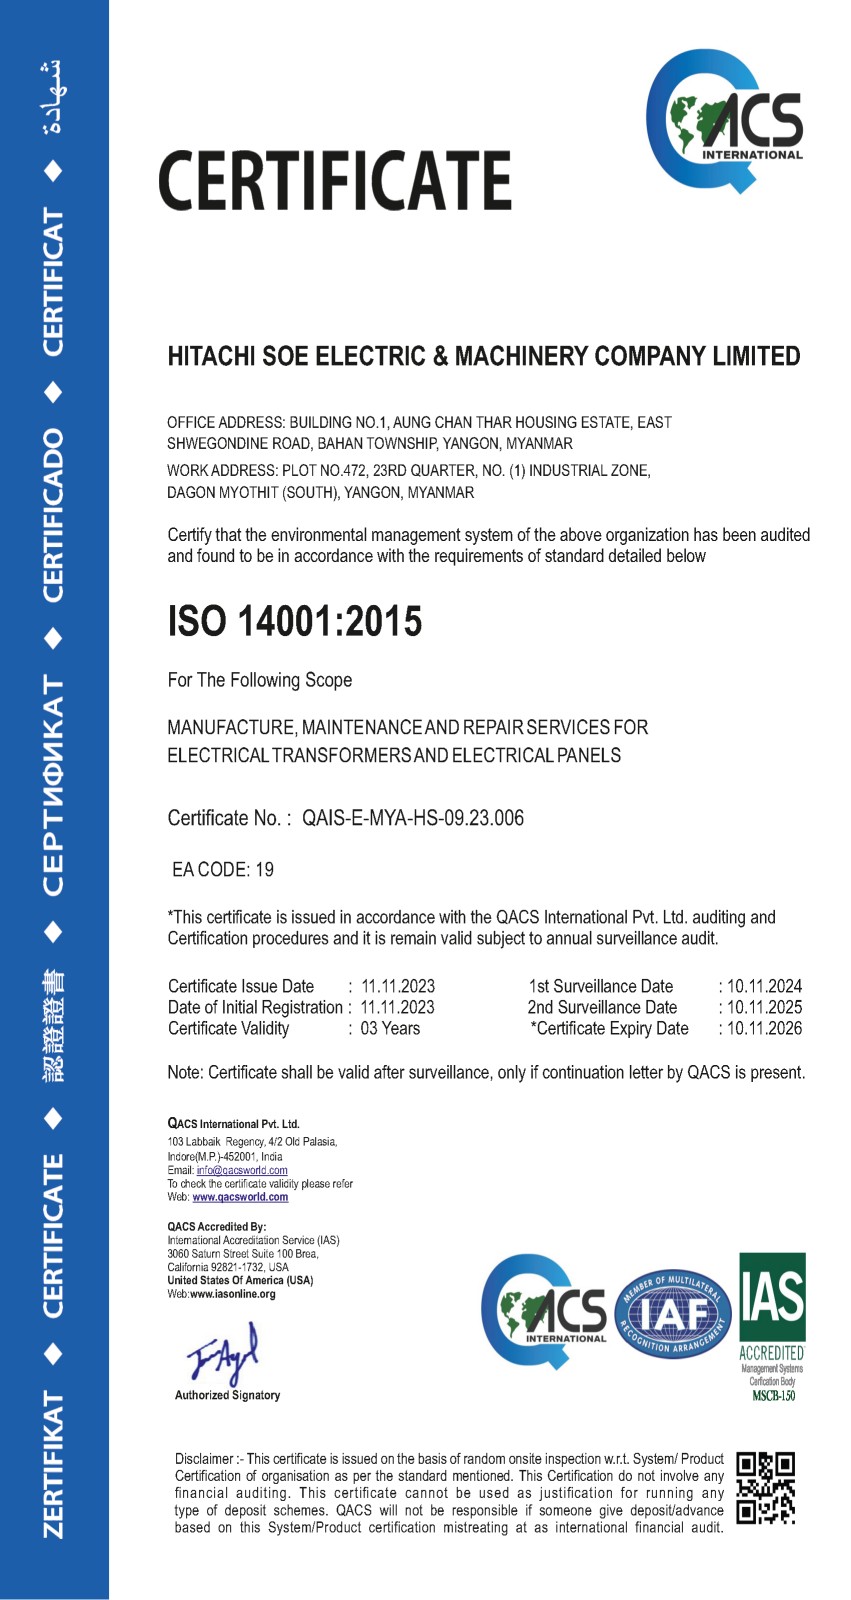 ACS
INTERNATIONAL
CERTIFICATE
HITACHI SOE ELECTRIC & MACHINERY COMPANY LIMITED
OFFICE ADDRESS: BUILDING NO.1, AUNG CHAN THAR HOUSING ESTATE, EAST
SHWEGONDINE ROAD, BAHAN TOWNSHIP, YANGON, MYANMAR
WORK ADDRESS: PLOT NO.472, 23RD QUARTER, NO. (1) INDUSTRIAL ZONE,
DAGON MYOTHIT (SOUTH), YANGON, MYANMAR
Certify that the environmental management system of the above organization has been audited
and found to be in accordance with the requirements of standard detailed below
ISO 14001:2015
For The Following Scope
MANUFACTURE, MAINTENANCE AND REPAIR SERVICES FOR
ELECTRICAL TRANSFORMERS AND ELECTRICAL PANELS
Certificate No. : QAIS-E-MYA-HS-09.23.006
EA CODE: 19
*This certificate is issued in accordance with the QACS International Pvt. Ltd. auditing and
Certification procedures and it is remain valid subject to annual surveillance audit.
Certificate Issue Date : 11.11.2023 1st Surveillance Date : 10.11.2024
Date of Initial Registration : 11.11.2023 2nd Surveillance Date : 10.11.2025
Certificate Validity : 03 Years *Certificate Expiry Date : 10.11.2026
Note: Certificate shall be valid after surveillance, only if continuation letter by QACS is present.
QACS International Pvt. Ltd.
103 Labbaik Regency, 4/2 Old Palasia,
Indore(M.P.)-452001, India
Email: info@qacsworld.com
To check the certificate validity please refer
Web: www.qacsworld.com
QACS Accredited By:
International Accreditation Service (IAS)
3060 Saturn Street Suite 100 Brea,
California 92821-1732, USA
United States Of America (USA)
Web:www.iasonline.org
Authorized Signatory
ACS
INTERNATIONAL
MEMBER OF MULTILATERAL
IAF
RECOGNITION ARRANGEMENT
IAS
ACCREDITED
Management Systems
Cerfication Body
MSCB-150
Disclaimer :- This certificate is issued on the basis of random onsite inspection w.r.t. System/ Product
Certification of organisation as per the standard mentioned. This Certification do not involve any
financial auditing. This certificate cannot be used as justification for running any
type of deposit schemes. QACS will not be responsible if someone give deposit/advance
based on this System/Product certification mistreating at as international financial audit.
ZERTIFIKAT ◆ CERTIFICATE ◆ 認證證書 ◆ СЕРТИФИКАТ ◆ CERTIFICADO ◆ CERTIFICAT ◆ شهادة